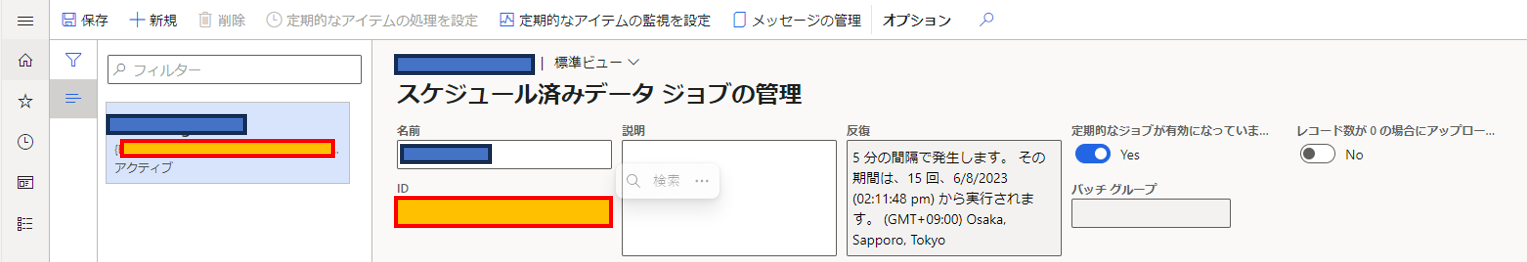 保存 新規 削除 定期的なアイテムの処理を設定 定期的なアイテムの監視を設定 メッセージの管理 オプション
フィルター
アクティブ
標準ビュー
スケジュール済みデータ ジョブの管理
名前
ID
説明
検索 ...
反復
5 分の間隔で発生します。 その
期間は、15 回、6/8/2023
(02:11:48 pm) から実行されま
す。 (GMT+09:00) Osaka,
Sapporo, Tokyo
定期的なジョブが有効になっていま...
Yes
バッチ グループ
レコード数が 0 の場合にアップロー...
No